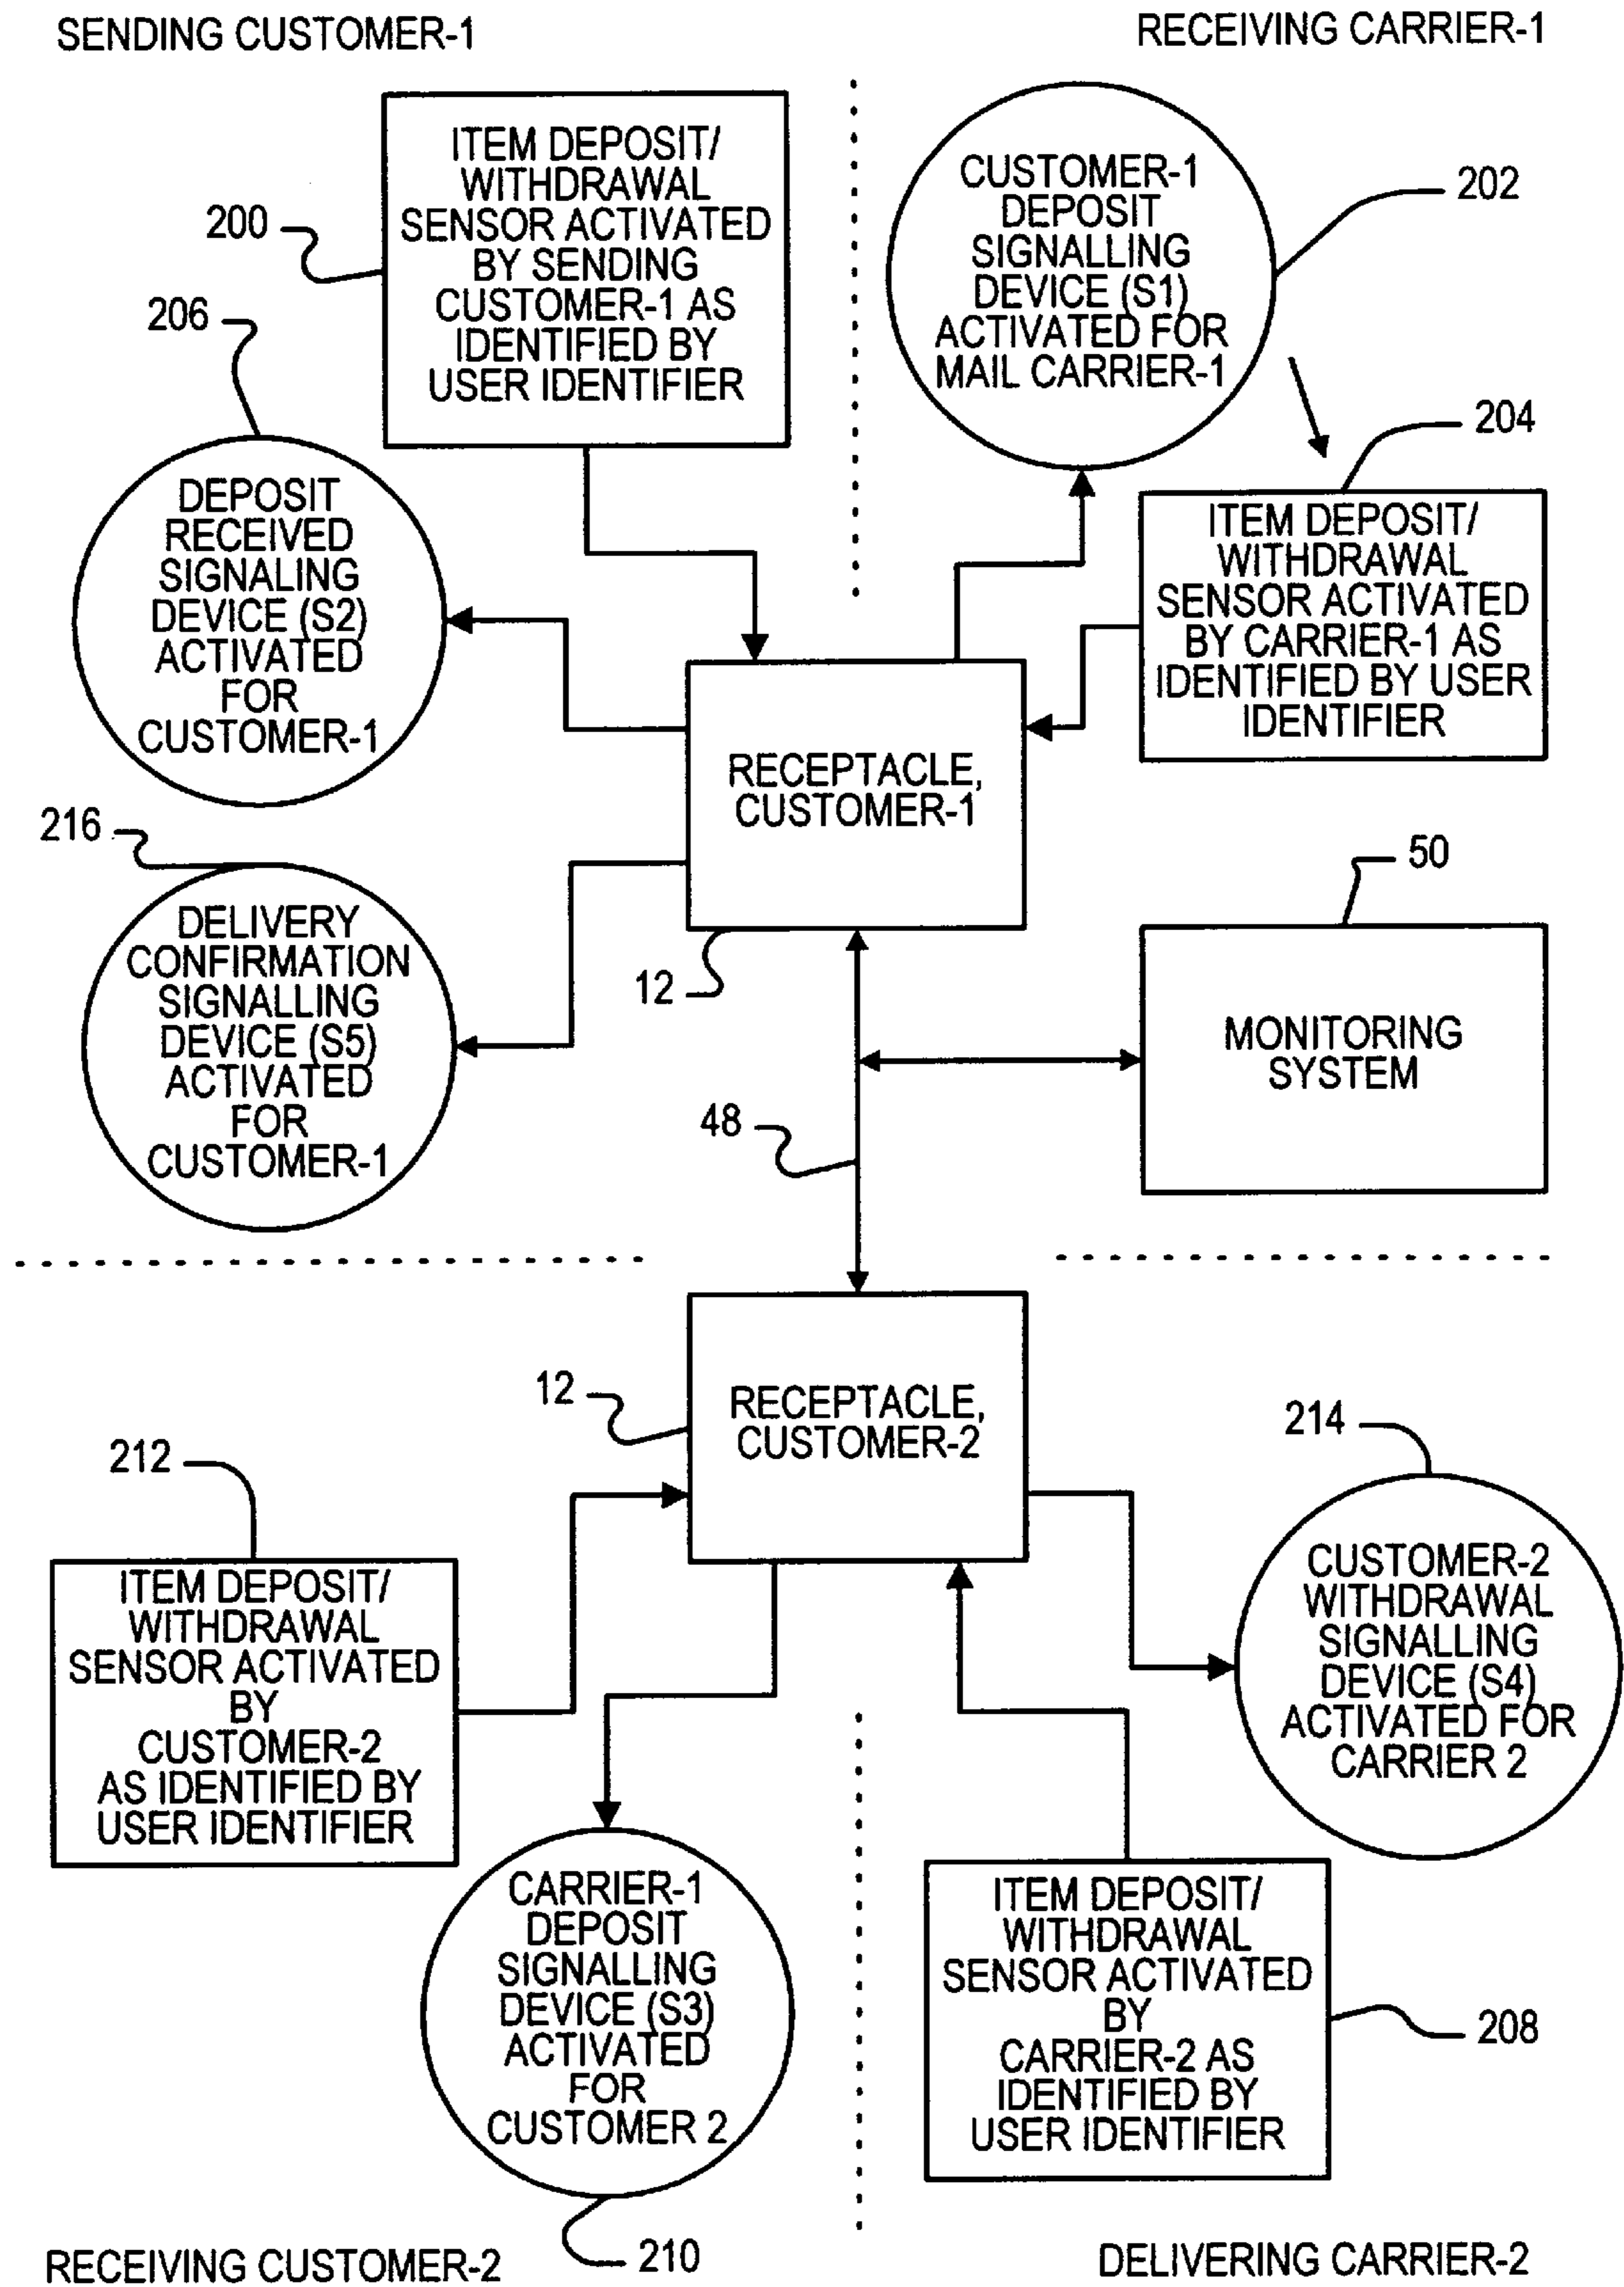 SENDING CUSTOMER-1
RECEIVING CARRIER-1
ITEM DEPOSIT/
WITHDRAWAL
SENSOR ACTIVATED
BY SENDING
CUSTOMER-1 AS
IDENTIFIED BY
USER IDENTIFIER
200
CUSTOMER-1
DEPOSIT
SIGNALLING
DEVICE (S1)
ACTIVATED FOR
MAIL CARRIER-1
202
206
DEPOSIT
RECEIVED
SIGNALING
DEVICE (S2)
ACTIVATED
FOR
CUSTOMER-1
204
ITEM DEPOSIT/
WITHDRAWAL
SENSOR ACTIVATED
BY CARRIER-1 AS
IDENTIFIED BY USER
IDENTIFIER
RECEPTACLE,
CUSTOMER-1
12
216
DELIVERY
CONFIRMATION
SIGNALLING
DEVICE (S5)
ACTIVATED
FOR
CUSTOMER-1
50
MONITORING
SYSTEM
48
12
RECEPTACLE,
CUSTOMER-2
212
ITEM DEPOSIT/
WITHDRAWAL
SENSOR ACTIVATED
BY
CUSTOMER-2
AS IDENTIFIED BY
USER IDENTIFIER
214
CUSTOMER-2
WITHDRAWAL
SIGNALLING
DEVICE (S4)
ACTIVATED FOR
CARRIER 2
CARRIER-1
DEPOSIT
SIGNALLING
DEVICE (S3)
ACTIVATED
FOR
CUSTOMER 2
210
ITEM DEPOSIT/
WITHDRAWAL
SENSOR ACTIVATED
BY
CARRIER-2 AS
IDENTIFIED BY
USER IDENTIFIER
208
RECEIVING CUSTOMER-2
DELIVERING CARRIER-2